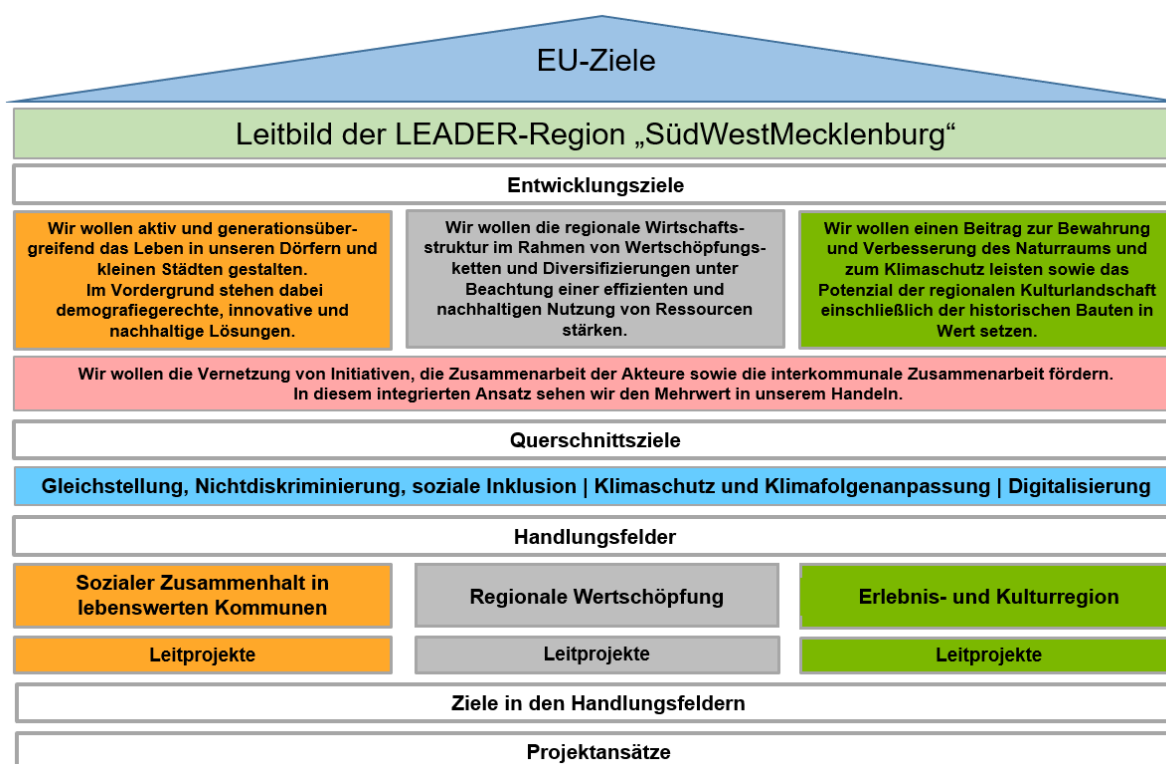 EU-Ziele
Leitbild der LEADER-Region „SüdWestMecklenburg“
Entwicklungsziele
Wir wollen aktiv und generationsüber-
greifend das Leben in unseren Dörfern und
kleinen Städten gestalten.
Im Vordergrund stehen dabei
demografiegerechte, innovative und
nachhaltige Lösungen.
Wir wollen die regionale Wirtschafts-
struktur im Rahmen von Wertschöpfungs-
ketten und Diversifizierungen unter
Beachtung einer effizienten und
nachhaltigen Nutzung von Ressourcen
stärken.
Wir wollen einen Beitrag zur Bewahrung
und Verbesserung des Naturraums und
zum Klimaschutz leisten sowie das
Potenzial der regionalen Kulturlandschaft
einschließlich der historischen Bauten in
Wert setzen.
Wir wollen die Vernetzung von Initiativen, die Zusammenarbeit der Akteure sowie die interkommunale Zusammenarbeit fördern.
In diesem integrierten Ansatz sehen wir den Mehrwert in unserem Handeln.
Querschnittsziele
Gleichstellung, Nichtdiskriminierung, soziale Inklusion | Klimaschutz und Klimafolgenanpassung | Digitalisierung
Handlungsfelder
Sozialer Zusammenhalt in
lebenswerten Kommunen
Regionale Wertschöpfung
Erlebnis- und Kulturregion
Leitprojekte
Leitprojekte
Leitprojekte
Ziele in den Handlungsfeldern
Projektansätze